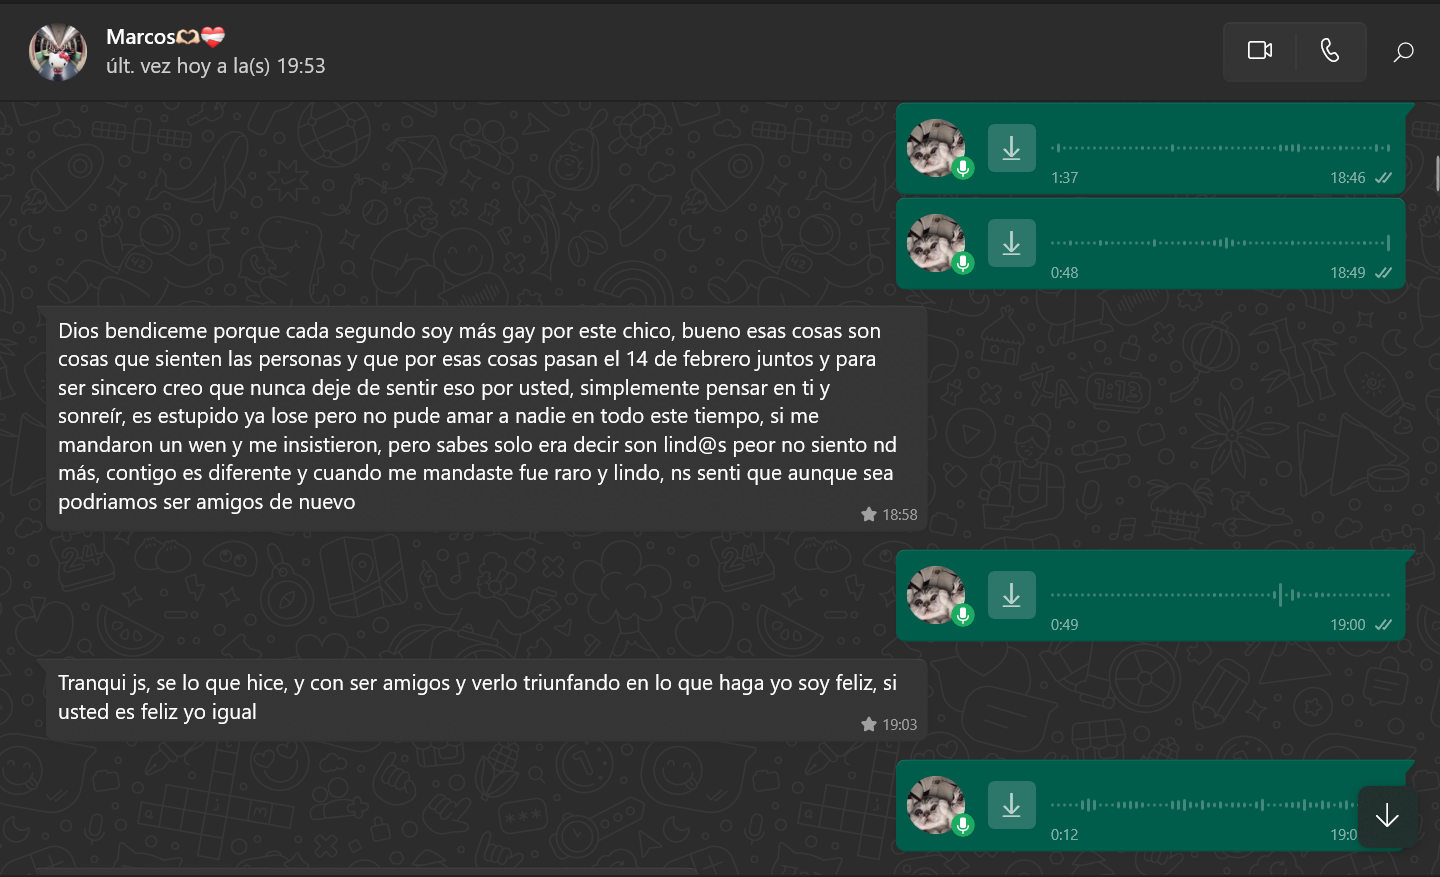 Marcos🫶🏼❤️‍🩹
últ. vez hoy a la(s) 19:53
1:37 18:46
0:48 18:49
Dios bendiceme porque cada segundo soy más gay por este chico, bueno esas cosas son
cosas que sienten las personas y que por esas cosas pasan el 14 de febrero juntos y para
ser sincero creo que nunca deje de sentir eso por usted, simplemente pensar en ti y
sonreír, es estupido ya lose pero no pude amar a nadie en todo este tiempo, si me
mandaron un wen y me insistieron, pero sabes solo era decir son lind@s peor no siento nd
más, contigo es diferente y cuando me mandaste fue raro y lindo, ns senti que aunque sea
podriamos ser amigos de nuevo
18:58
0:49 19:00
Tranqui js, se lo que hice, y con ser amigos y verlo triunfando en lo que haga yo soy feliz, si
usted es feliz yo igual
19:03
0:12 19:0